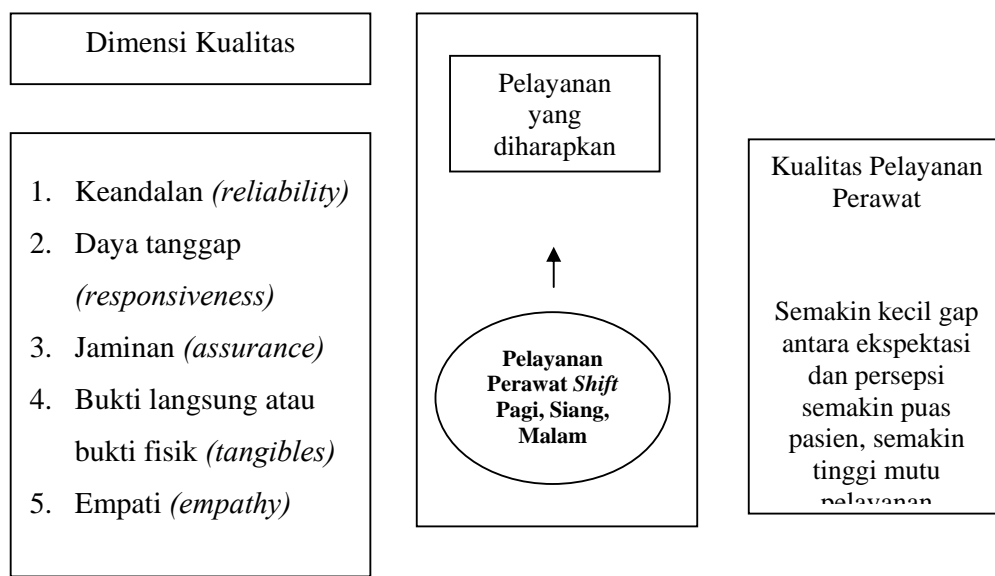 Dimensi Kualitas
1. Keandalan (reliability)
2. Daya tanggap
(responsiveness)
3. Jaminan (assurance)
4. Bukti langsung atau
bukti fisik (tangibles)
5. Empati (empathy)
Pelayanan
yang
diharapkan
Pelayanan
Perawat Shift
Pagi, Siang,
Malam
Kualitas Pelayanan
Perawat
Semakin kecil gap
antara ekspektasi
dan persepsi
semakin puas
pasien, semakin
tinggi mutu
pelayanan